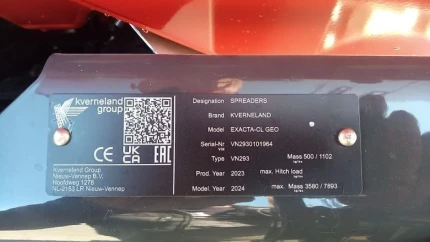 kverneland
group
CE UK
CA EAC
Kverneland Group
Nieuw-Vennep B.V.
Hoofdweg 1278
NL-2153 LR Nieuw-Vennep
Designation SPREADERS
Brand KVERNELAND
Model EXACTA-CL GEO
Serial-Nr VN2930101964
Type VN293 Mass 500 / 1102
Prod. Year 2023 max. Hitch load
Model Year 2024 max. Mass 3580 / 7893